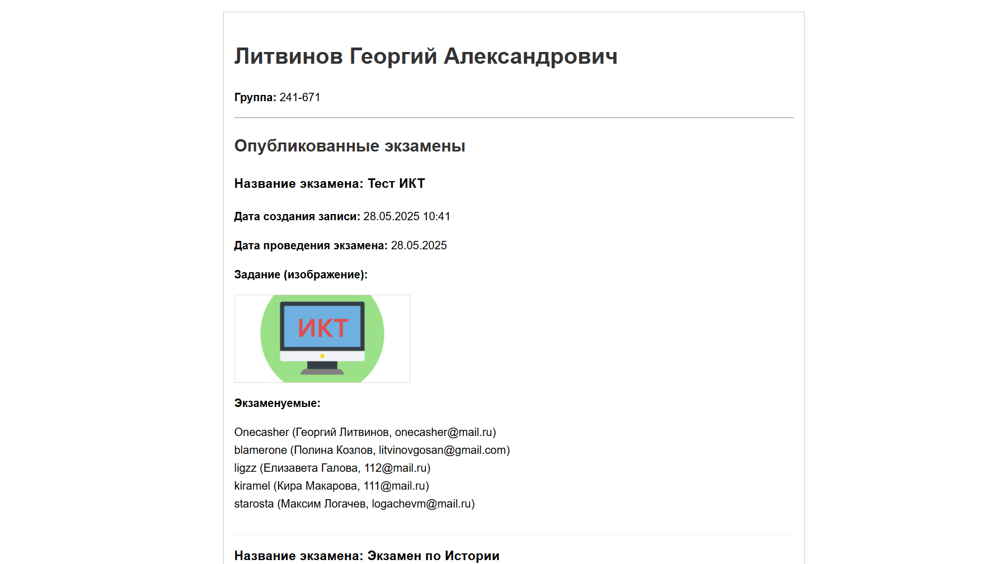 Литвинов Георгий Александрович
Группа: 241-671
Опубликованные экзамены
Название экзамена: Тест ИКТ
Дата создания записи: 28.05.2025 10:41
Дата проведения экзамена: 28.05.2025
Задание (изображение):
ИКТ
Экзаменуемые:
Onecasher (Георгий Литвинов, onecasher@mail.ru)
blamerone (Полина Козлов, litvinovgosan@gmail.com)
ligzz (Елизавета Галова, 112@mail.ru)
kiramel (Кира Макарова, 111@mail.ru)
starosta (Максим Логачев, logachevm@mail.ru)
Название экзамена: Экзамен по Истории